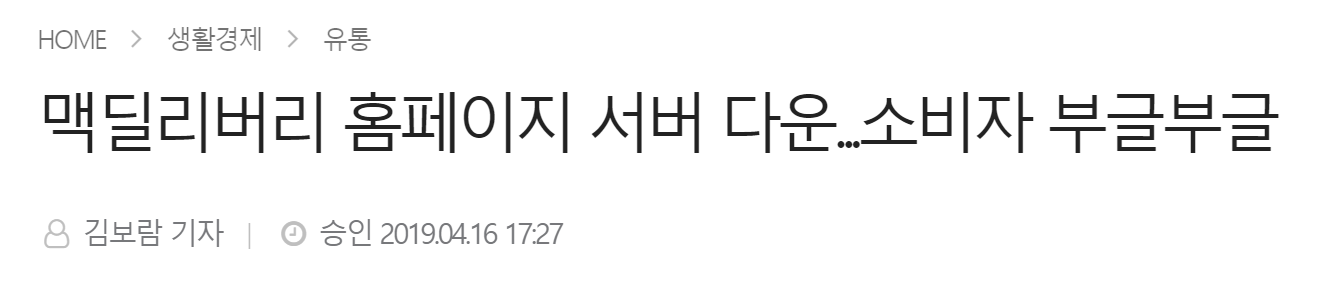 HOME > 생활경제 > 유통
맥딜리버리 홈페이지 서버 다운...소비자 부글부글
김보람 기자 | 승인 2019.04.16 17:27